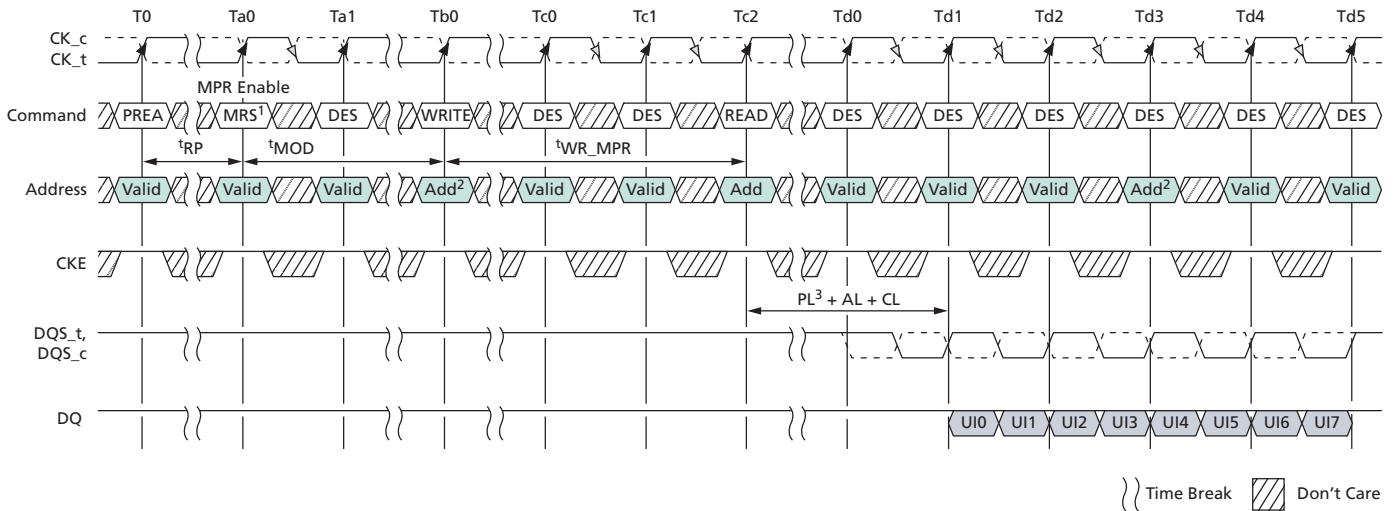 T0 Ta0 Ta1 Tb0 Tc0 Tc1 Tc2 Td0 Td1 Td2 Td3 Td4 Td5
CK_c
CK_t
MPR Enable
Command PREA MRS1 DES WRITE DES DES READ DES DES DES DES DES DES
tRP tMOD tWR_MPR
Address Valid Valid Valid Add2 Valid Valid Add Valid Valid Valid Add2 Valid Valid
CKE
PL3 + AL + CL
DQS_t,
DQS_c
DQ UI0 UI1 UI2 UI3 UI4 UI5 UI6 UI7
Time Break Don't Care